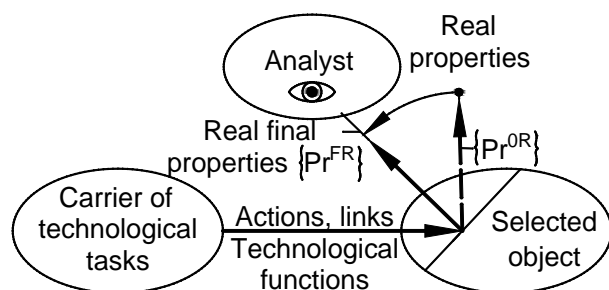 Real
properties
Analyst
Real final
properties {Pr^FR}
{Pr^0R}
Carrier of
technological
tasks
Actions, links
Technological
functions
Selected
object